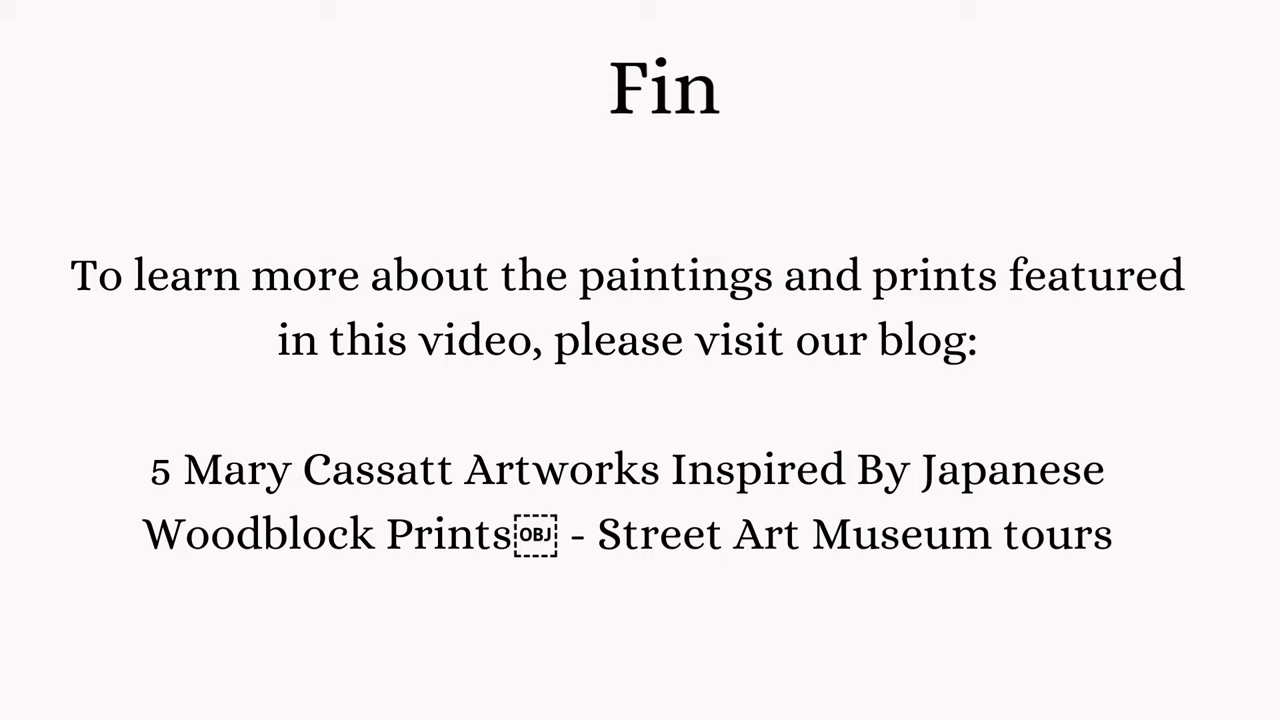 Fin
To learn more about the paintings and prints featured
in this video, please visit our blog:
5 Mary Cassatt Artworks Inspired By Japanese
Woodblock Prints￼ - Street Art Museum tours